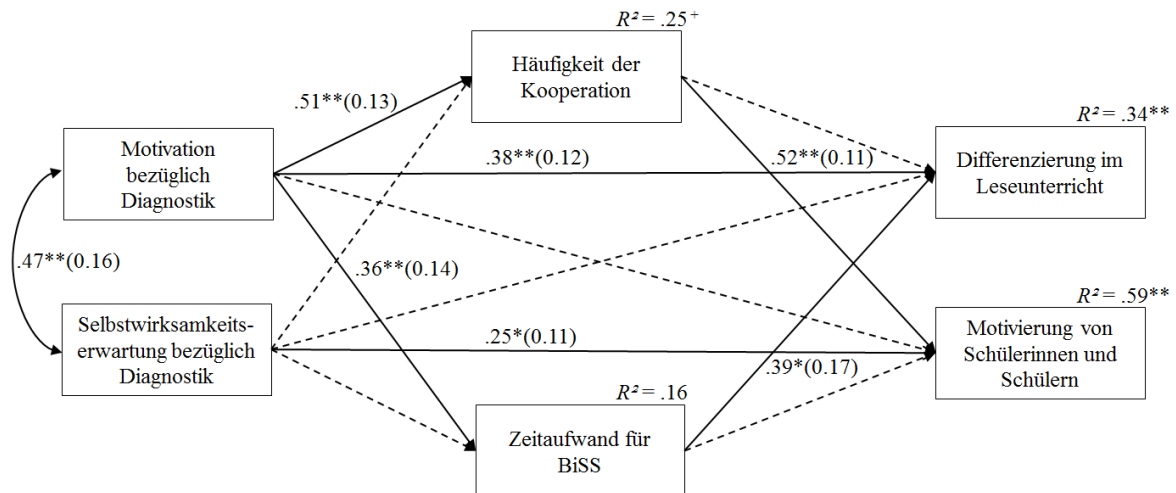 R² = .25⁺
Häufigkeit der
Kooperation
.51**(0.13)
R² = .34**
Motivation
bezüglich
Diagnostik
.38**(0.12)
.52**(0.11)
Differenzierung im
Leseunterricht
.47**(0.16)
.36**(0.14)
R² = .59**
Selbstwirksamkeits-
erwartung bezüglich
Diagnostik
.25*(0.11)
Motivierung von
Schülerinnen und
Schülern
.39*(0.17)
R² = .16
Zeitaufwand für
BiSS